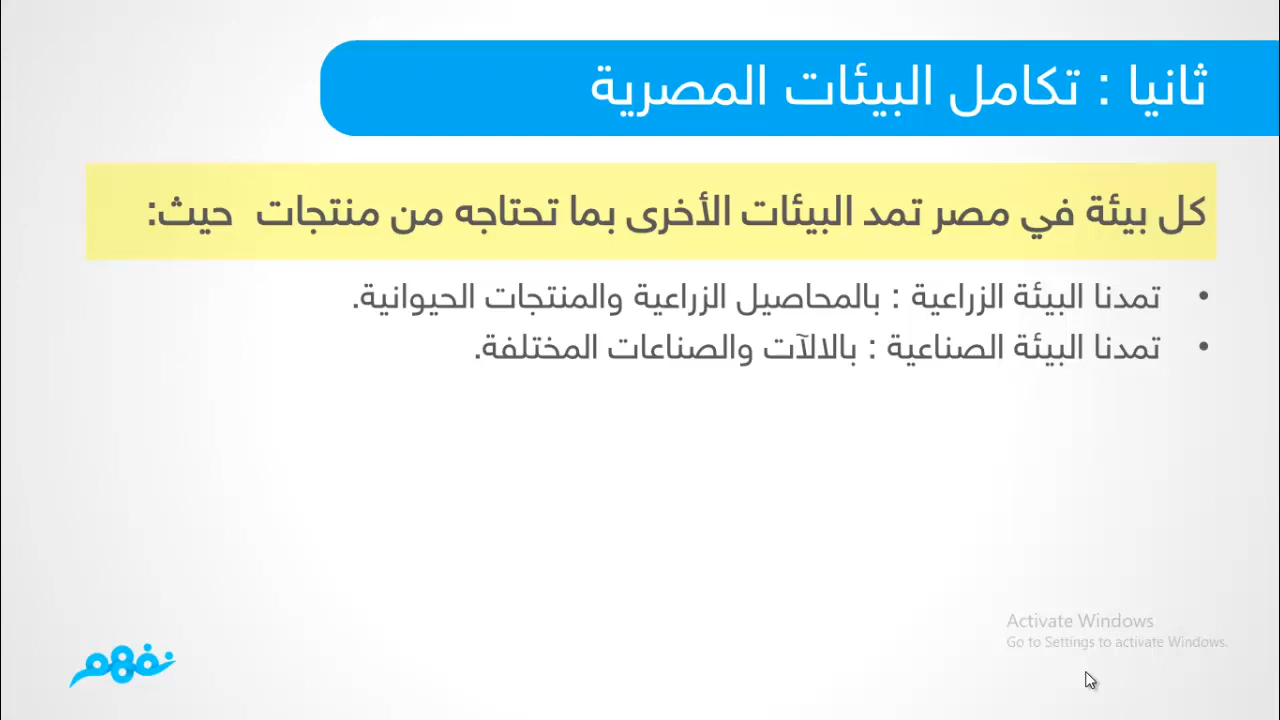 ثانيا : تكامل البيئات المصرية
كل بيئة في مصر تمد البيئات الأخرى بما تحتاجه من منتجات حيث:
• تمدنا البيئة الزراعية : بالمحاصيل الزراعية والمنتجات الحيوانية.
• تمدنا البيئة الصناعية : بالالآت والصناعات المختلفة.
Activate Windows
Go to Settings to activate Windows.
نفهم